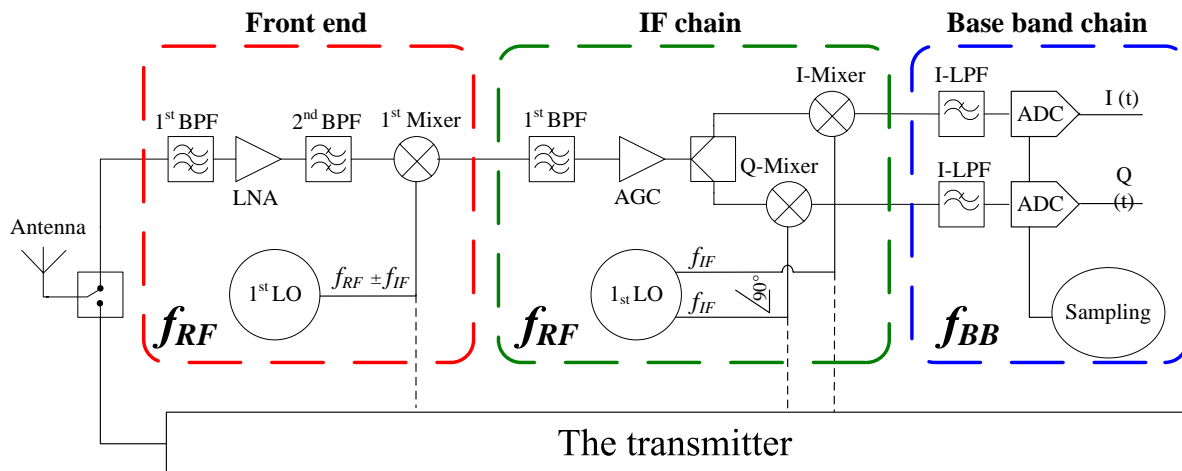 Front end
IF chain
Base band chain
1st BPF
LNA
2nd BPF
1st Mixer
1st BPF
AGC
I-Mixer
Q-Mixer
I-LPF
ADC
I (t)
I-LPF
ADC
Q
(t)
Antenna
1st LO
fRF ± fIF
fRF
1st LO
fIF
fIF
90°
fRF
Sampling
fBB
The transmitter